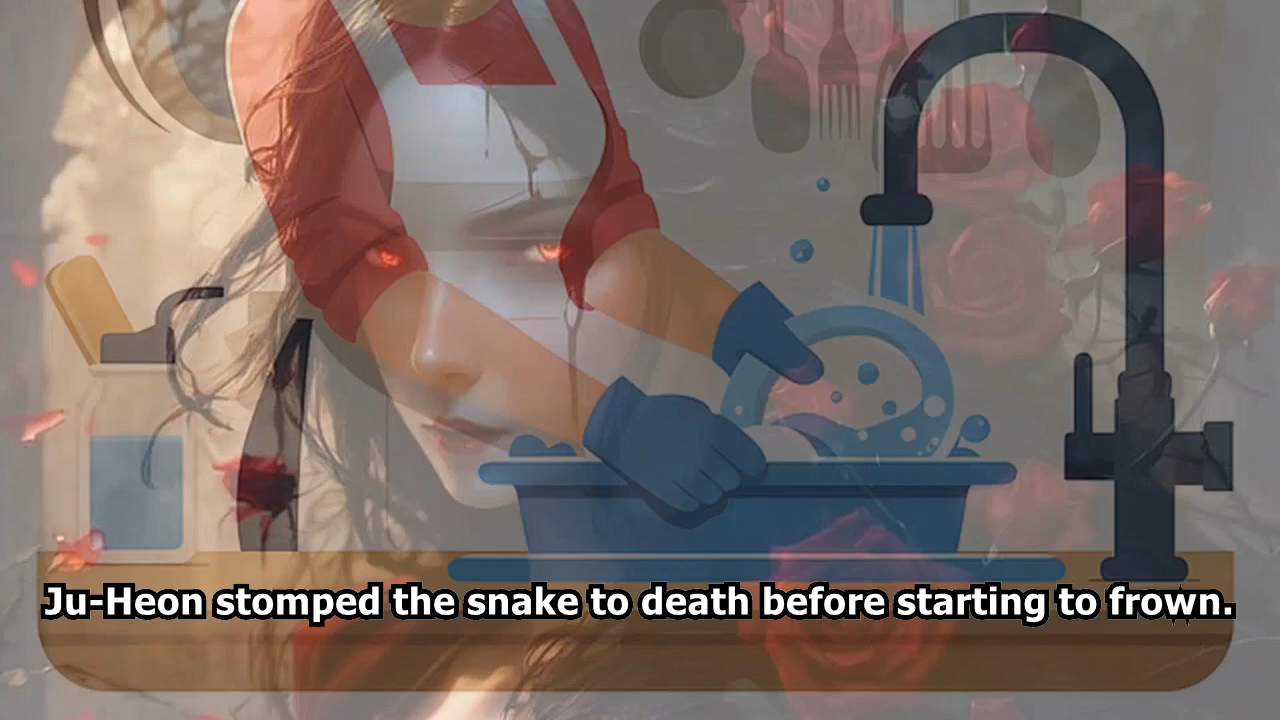 Ju-Heon stomped the snake to death before starting to frown.